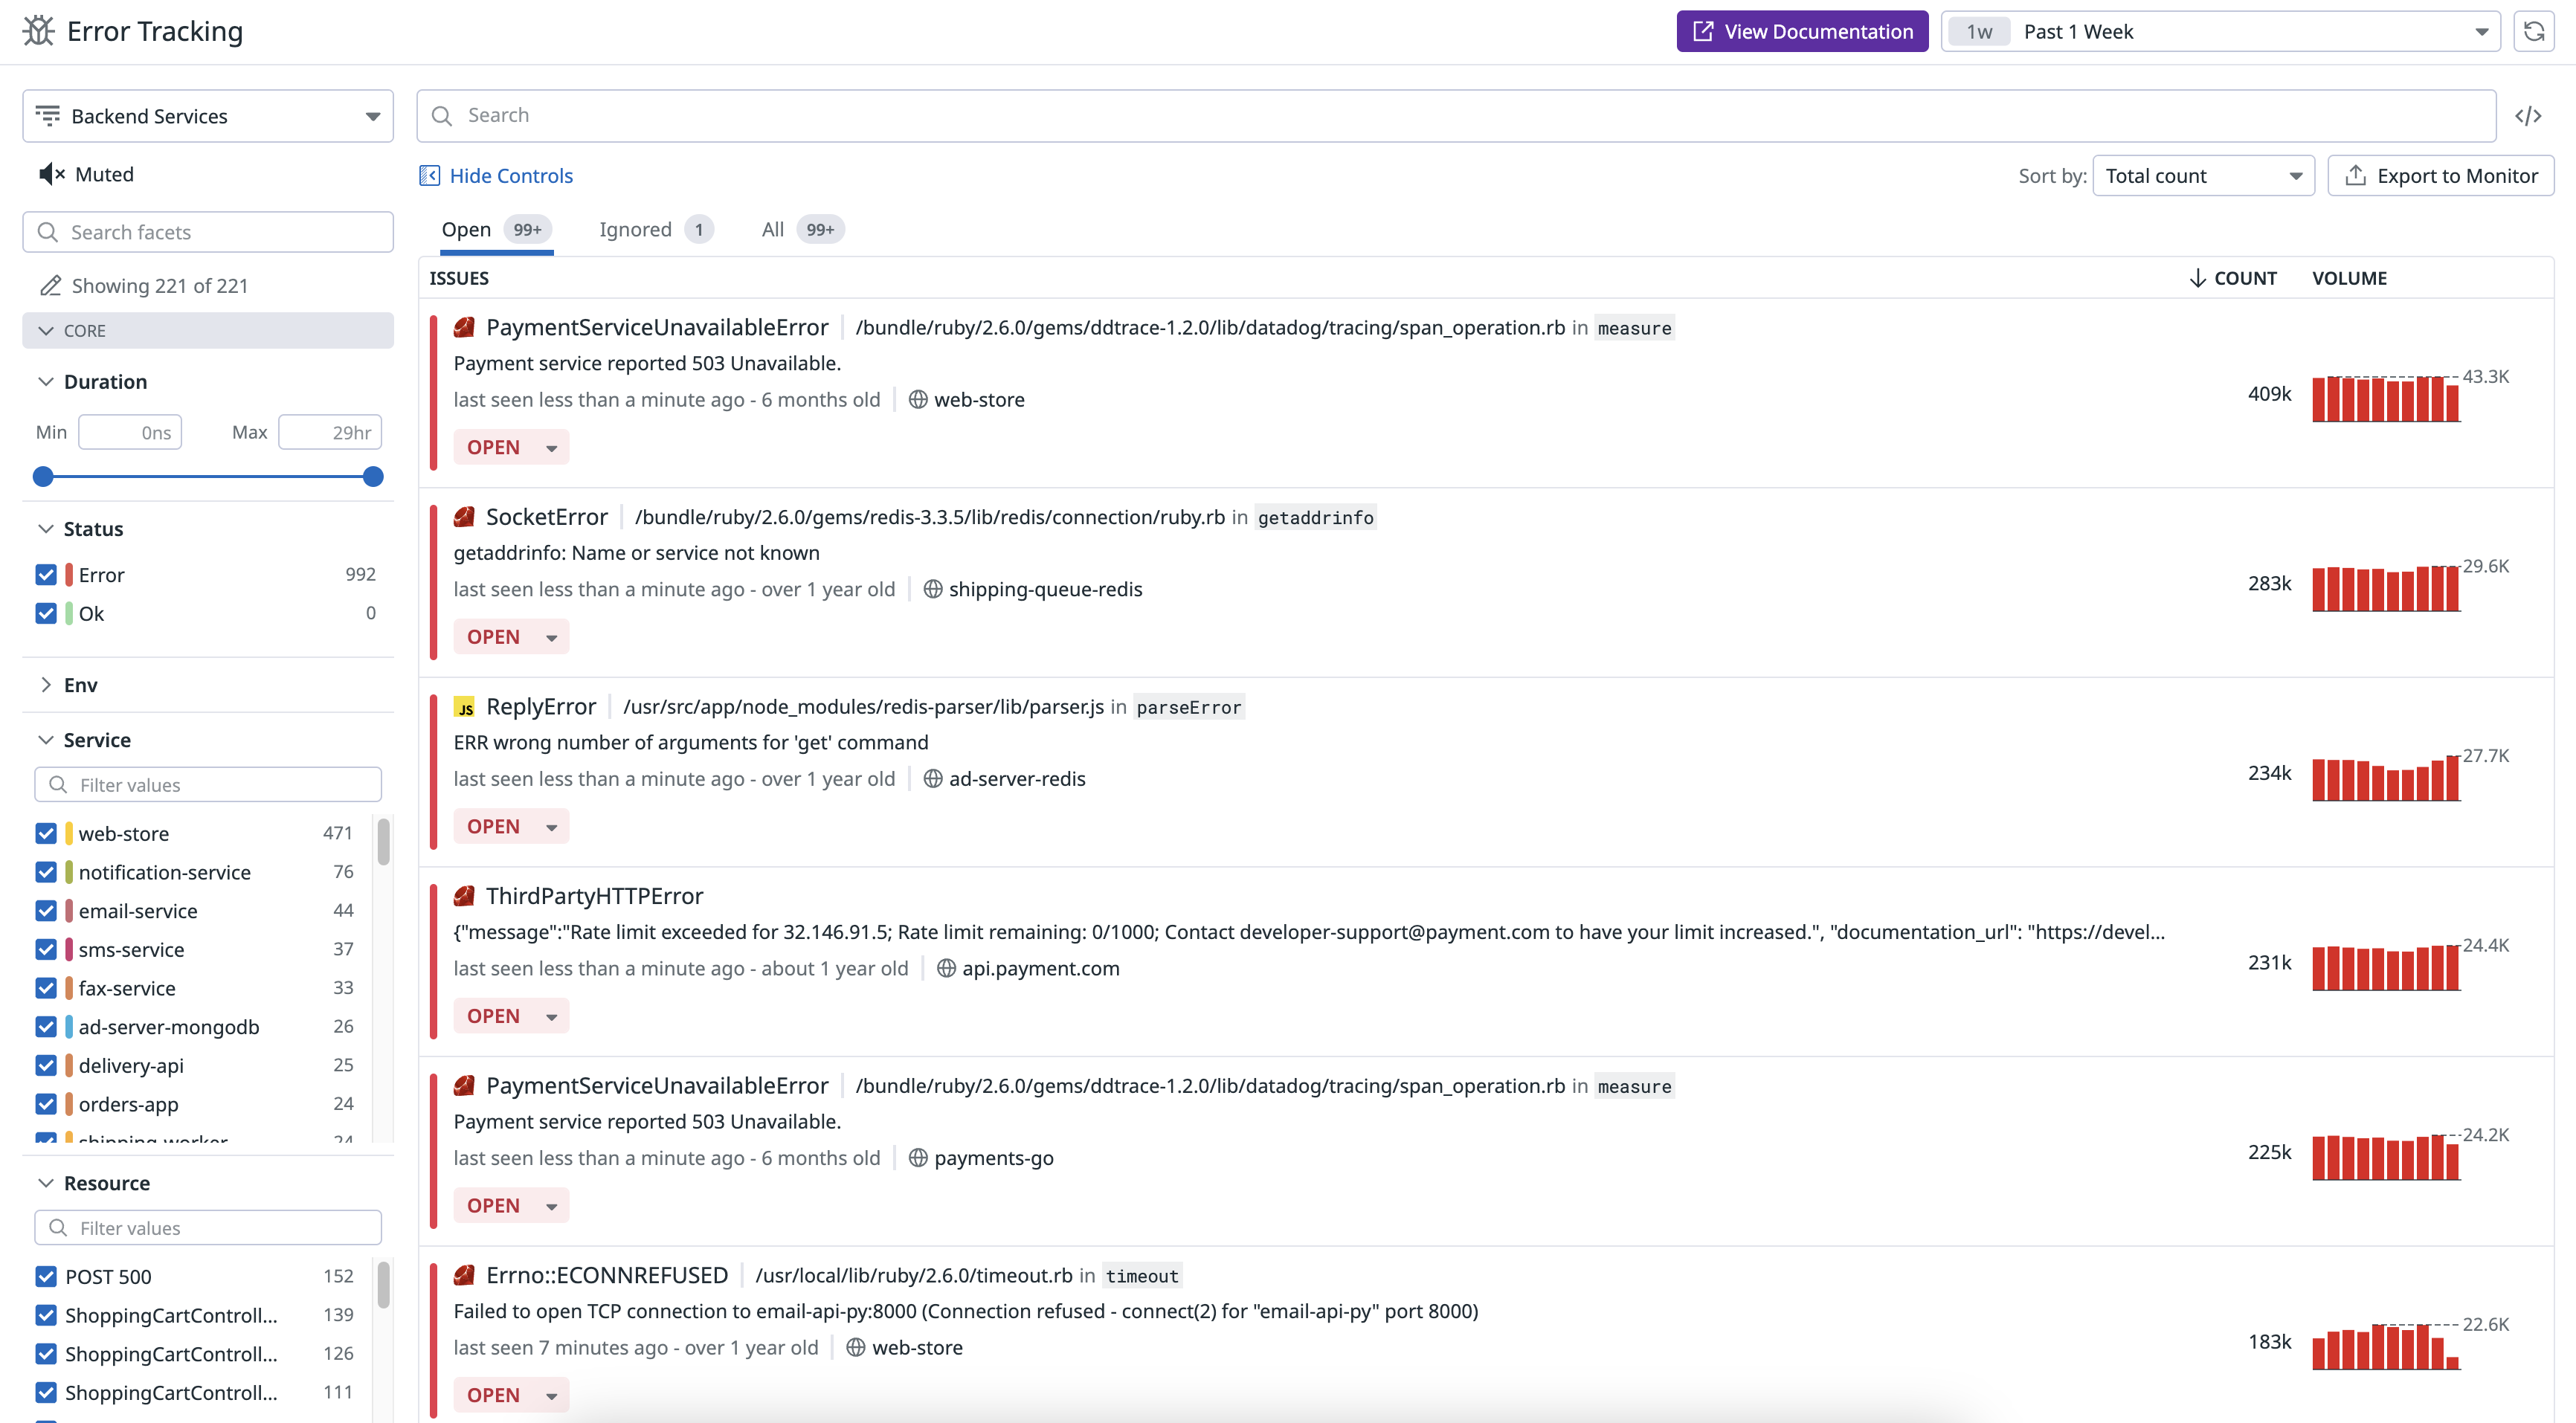 Error Tracking
View Documentation
1w Past 1 Week
Backend Services
Search
</>
Muted
Hide Controls
Sort by: Total count
Export to Monitor
Search facets
Open 99+
Ignored 1
All 99+
Showing 221 of 221
CORE
Duration
Min 0ns Max 29hr
Status
Error 992
Ok 0
Env
Service
Filter values
web-store 471
notification-service 76
email-service 44
sms-service 37
fax-service 33
ad-server-mongodb 26
delivery-api 25
orders-app 24
shipping-worker 24
Resource
Filter values
POST 500 152
ShoppingCartControll... 139
ShoppingCartControll... 126
ShoppingCartControll... 111
ISSUES COUNT VOLUME
PaymentServiceUnavailableError /bundle/ruby/2.6.0/gems/ddtrace-1.2.0/lib/datadog/tracing/span_operation.rb in measure
Payment service reported 503 Unavailable.
last seen less than a minute ago - 6 months old web-store
OPEN
409k 43.3K
SocketError /bundle/ruby/2.6.0/gems/redis-3.3.5/lib/redis/connection/ruby.rb in getaddrinfo
getaddrinfo: Name or service not known
last seen less than a minute ago - over 1 year old shipping-queue-redis
OPEN
283k 29.6K
JS ReplyError /usr/src/app/node_modules/redis-parser/lib/parser.js in parseError
ERR wrong number of arguments for 'get' command
last seen less than a minute ago - over 1 year old ad-server-redis
OPEN
234k 27.7K
ThirdPartyHTTPError
{"message":"Rate limit exceeded for 32.146.91.5; Rate limit remaining: 0/1000; Contact developer-support@payment.com to have your limit increased.", "documentation_url": "https://devel...
last seen less than a minute ago - about 1 year old api.payment.com
OPEN
231k 24.4K
PaymentServiceUnavailableError /bundle/ruby/2.6.0/gems/ddtrace-1.2.0/lib/datadog/tracing/span_operation.rb in measure
Payment service reported 503 Unavailable.
last seen less than a minute ago - 6 months old payments-go
OPEN
225k 24.2K
Errno::ECONNREFUSED /usr/local/lib/ruby/2.6.0/timeout.rb in timeout
Failed to open TCP connection to email-api-py:8000 (Connection refused - connect(2) for "email-api-py" port 8000)
last seen 7 minutes ago - over 1 year old web-store
OPEN
183k 22.6K